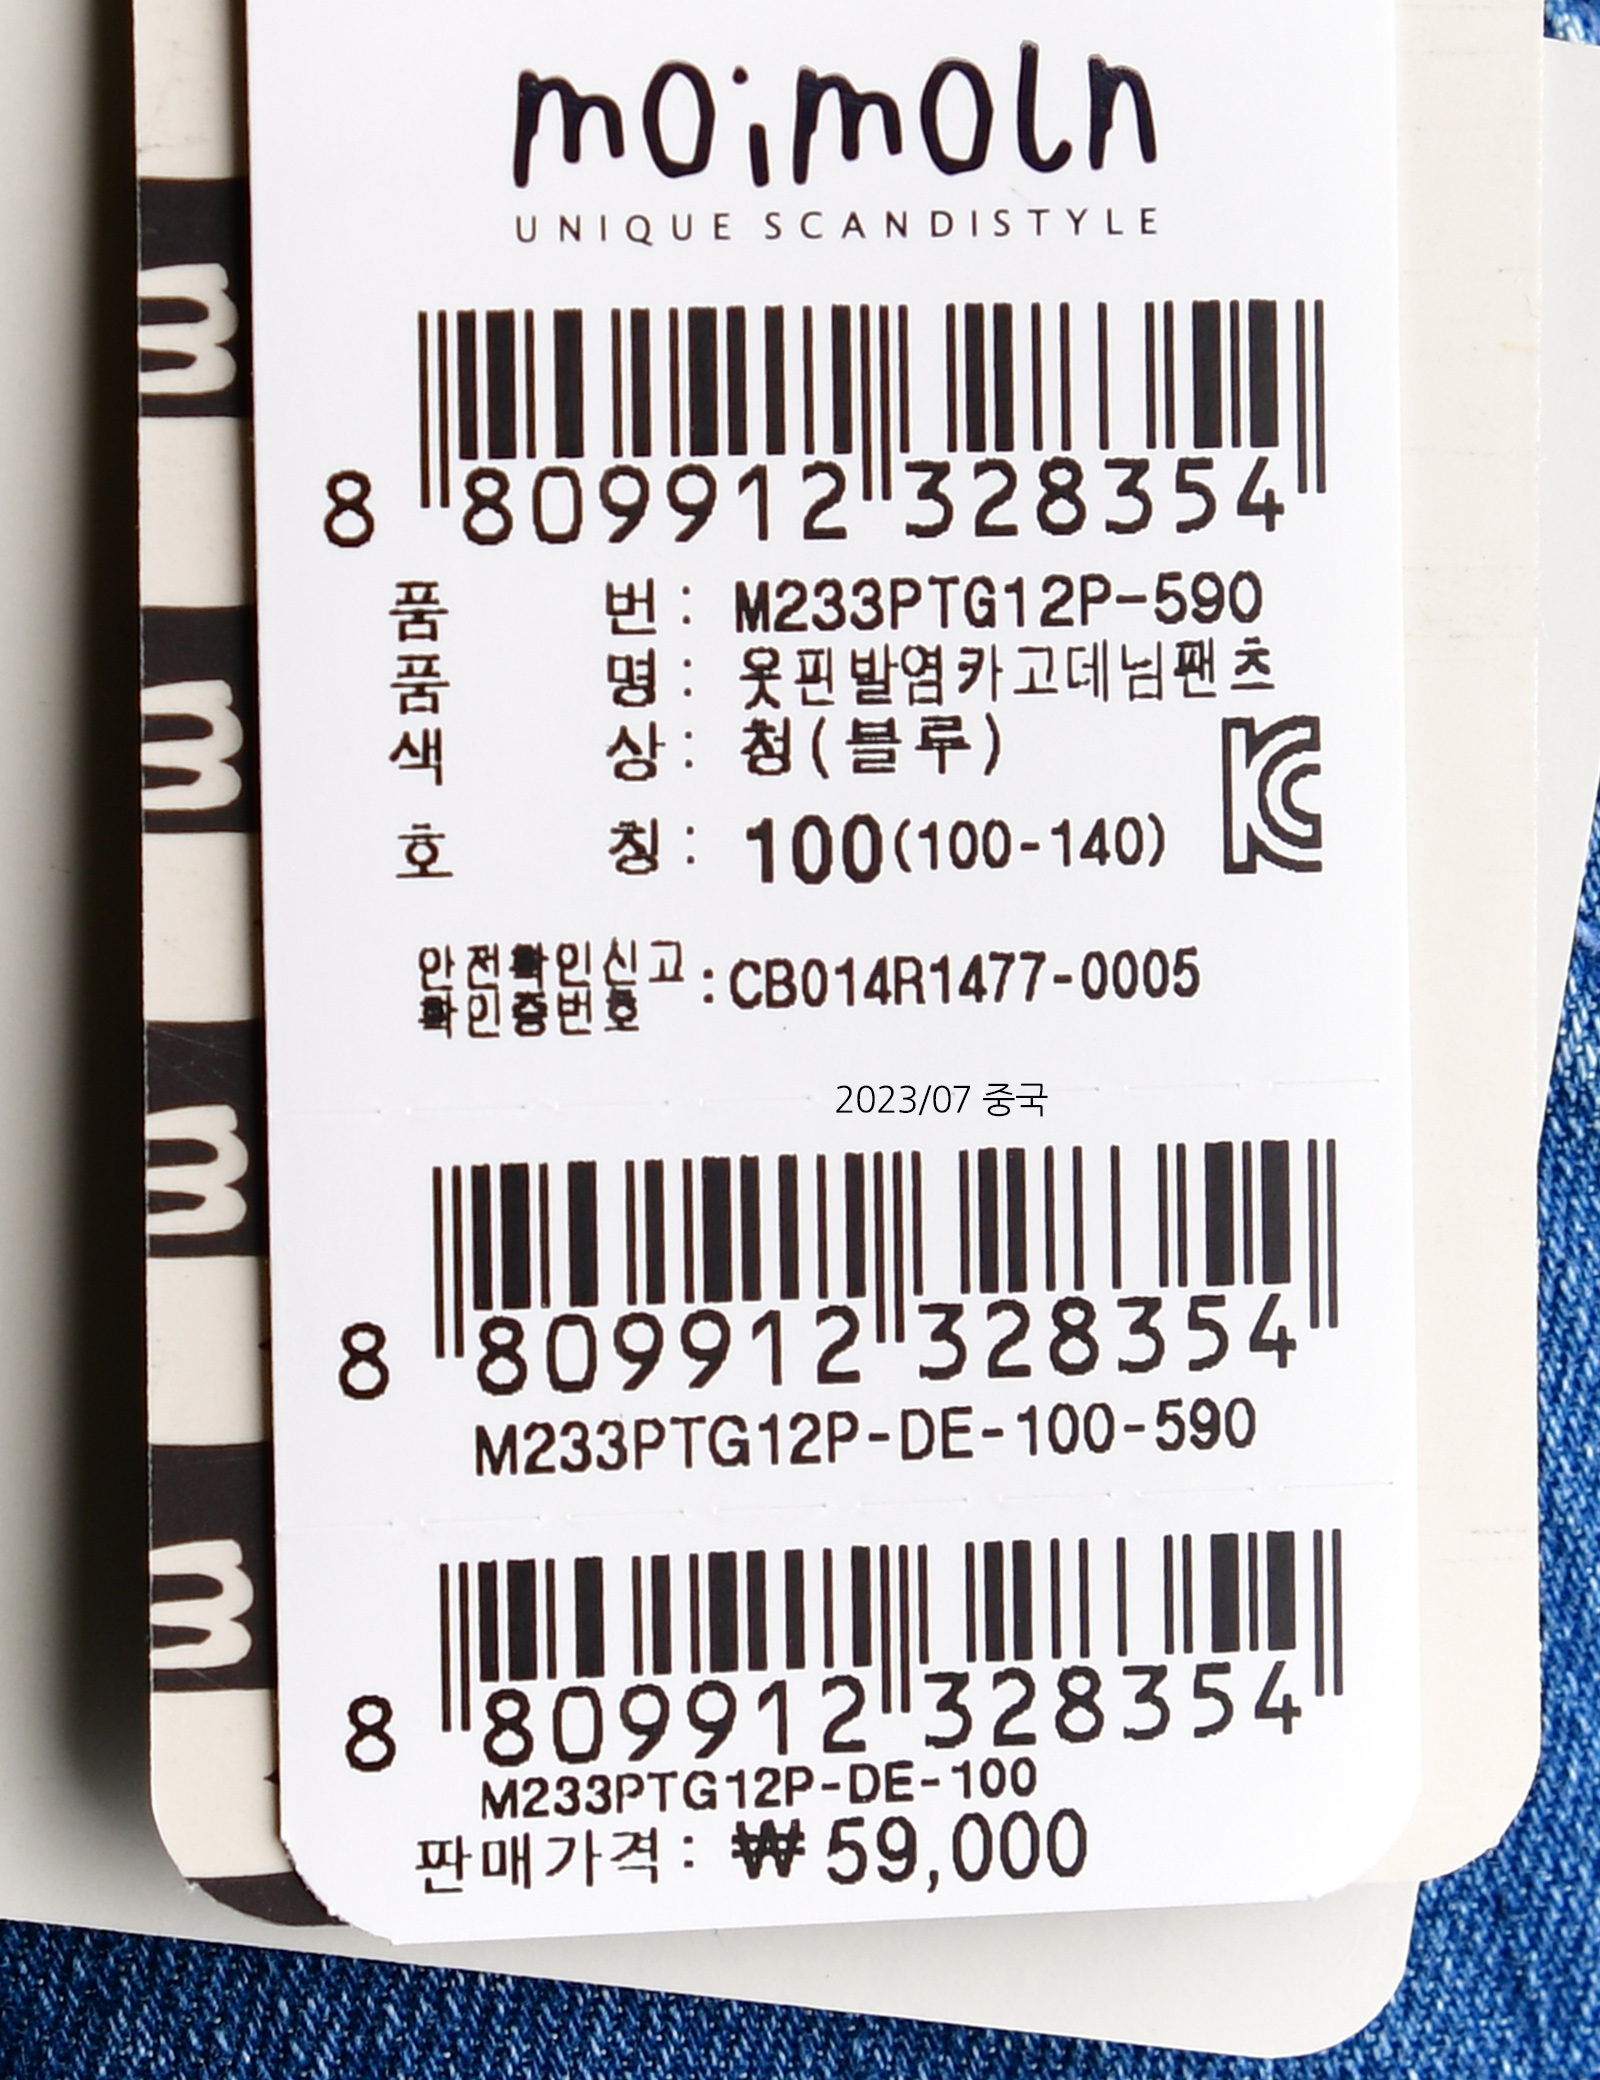 moimoln
UNIQUE SCANDISTYLE
8 809912 328354
품 번 : M233PTG12P-590
품 명 : 옷핀발염카고데님팬츠
색 상 : 청(블루)
호 칭 : 100(100-140)
KC
안전확인신고
확인증번호 : CB014R1477-0005
2023/07 중국
8 809912 328354
M233PTG12P-DE-100-590
8 809912 328354
M233PTG12P-DE-100
판매가격 : ₩59,000
m
m
m
m